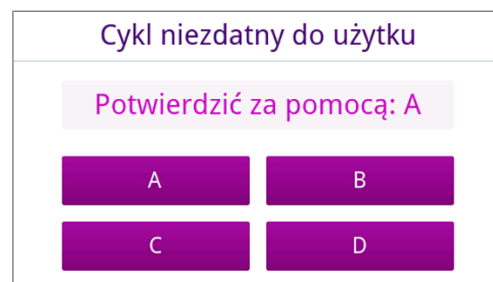 Cykl niezdatny do użytku
Potwierdzić za pomocą: A
A
B
C
D